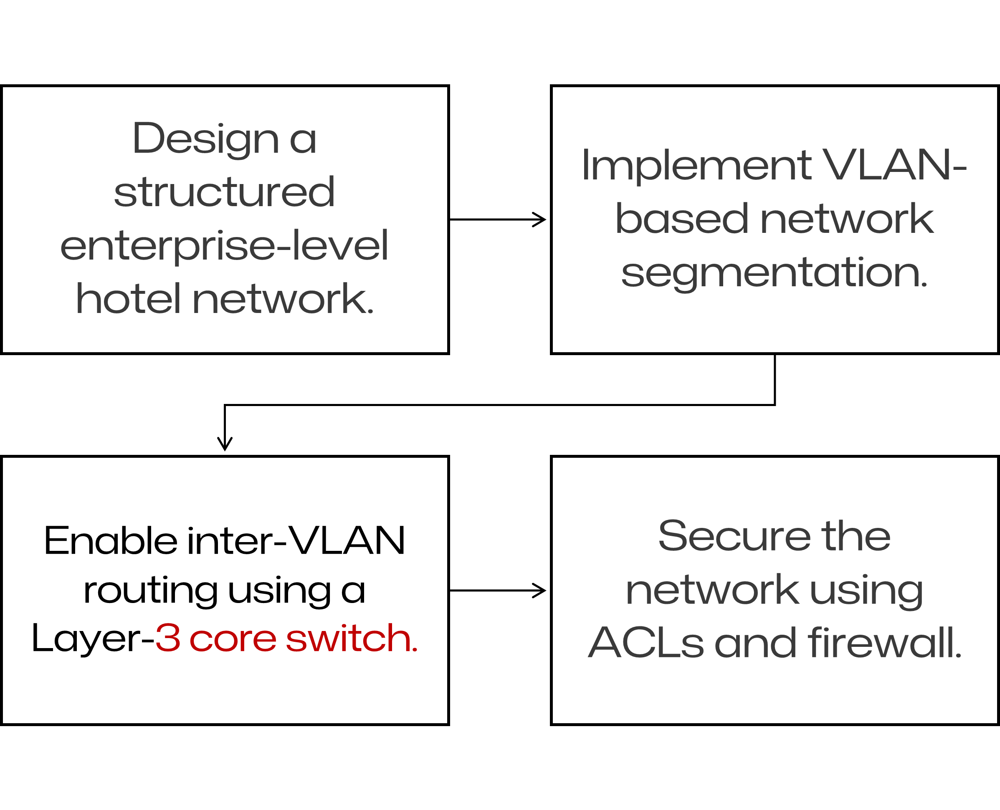 Design a
structured
enterprise-level
hotel network.
Implement VLAN-
based network
segmentation.
Enable inter-VLAN
routing using a
Layer-3 core switch.
Secure the
network using
ACLs and firewall.